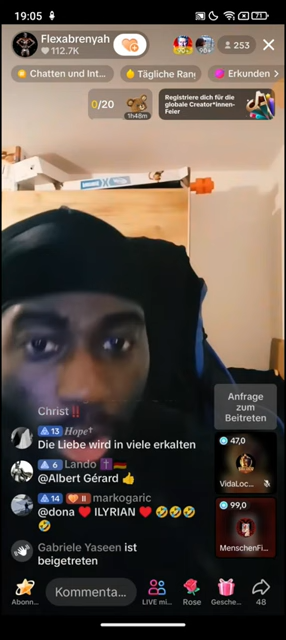 19:05
71
Flexabrenyah
112.7K
253
Chatten und Int...
Tägliche Rang
Erkunden >
0/20
1h48m
Registriere dich für die
globale Creator*innen-
Feier
Christ‼️
13 Hope✝
Die Liebe wird in viele erkalten
6 Lando ✝️🇩🇪
@Albert Gérard 👍
14 II markogaric
@dona ❤️ ILYRIAN ❤️ 🤣🤣🤣
🤣
Gabriele Yaseen ist
beigetreten
Anfrage
zum
Beitreten
47,0
VidaLoc...
99,0
MenschenFi...
Abonn...
Kommenta...
LIVE mi...
Rose
Gesche...
48